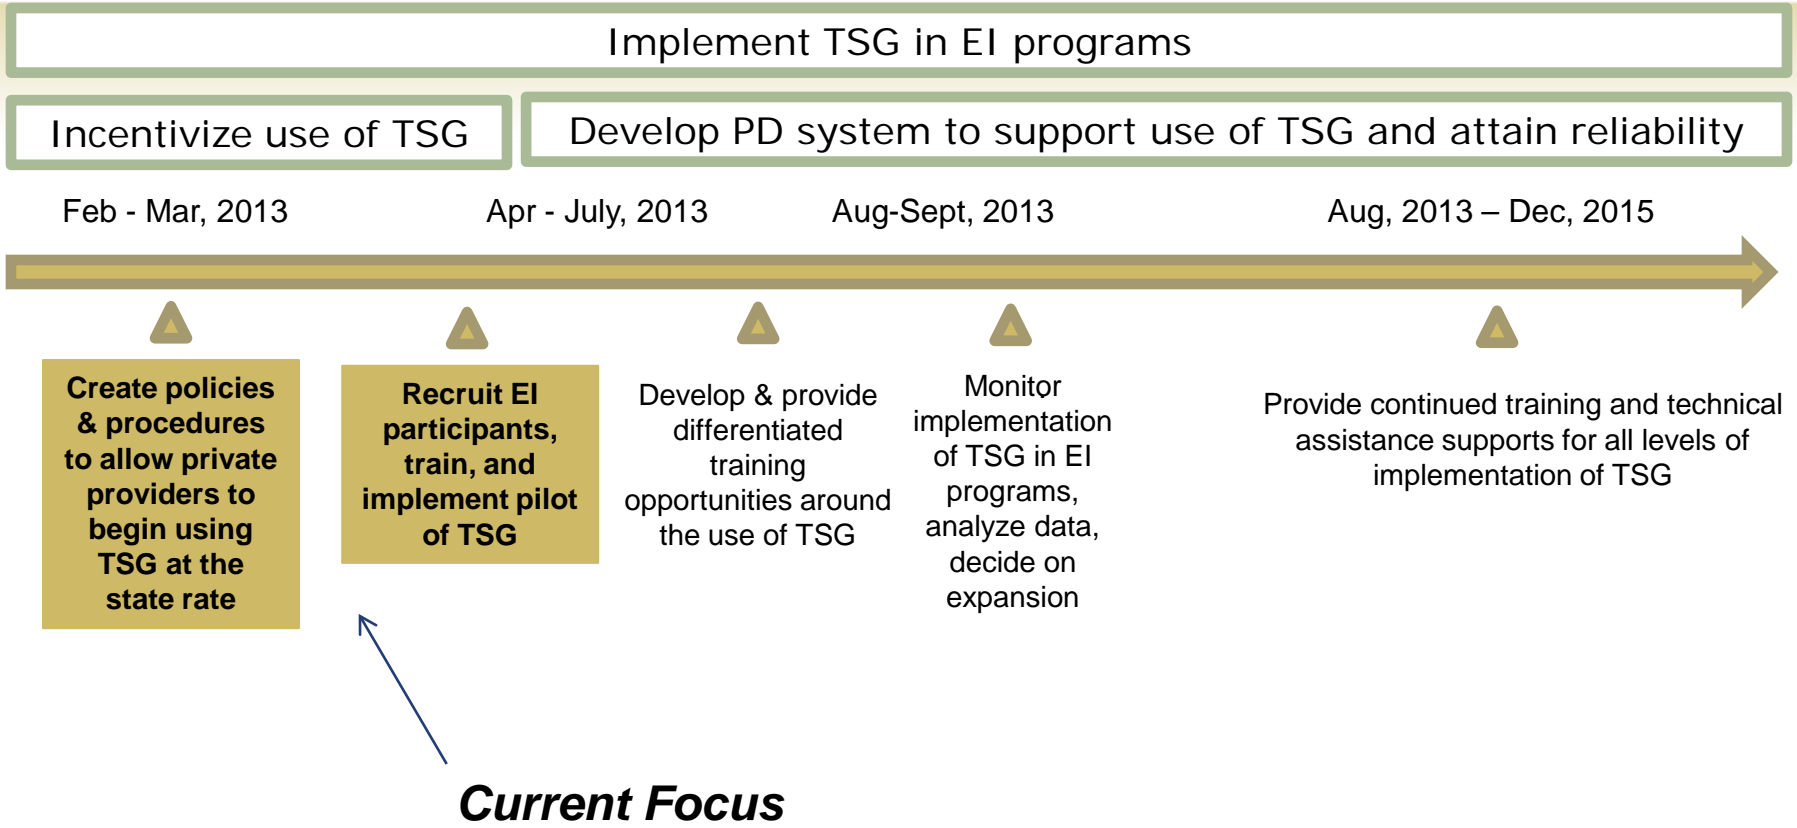 Implement TSG in EI programs
Incentivize use of TSG
Develop PD system to support use of TSG and attain reliability
Feb - Mar, 2013
Apr - July, 2013
Aug-Sept, 2013
Aug, 2013 – Dec, 2015
Create policies
& procedures
to allow private
providers to
begin using
TSG at the
state rate
Recruit EI
participants,
train, and
implement pilot
of TSG
Develop & provide
differentiated
training
opportunities around
the use of TSG
Monitor
implementation
of TSG in EI
programs,
analyze data,
decide on
expansion
Provide continued training and technical
assistance supports for all levels of
implementation of TSG
Current Focus